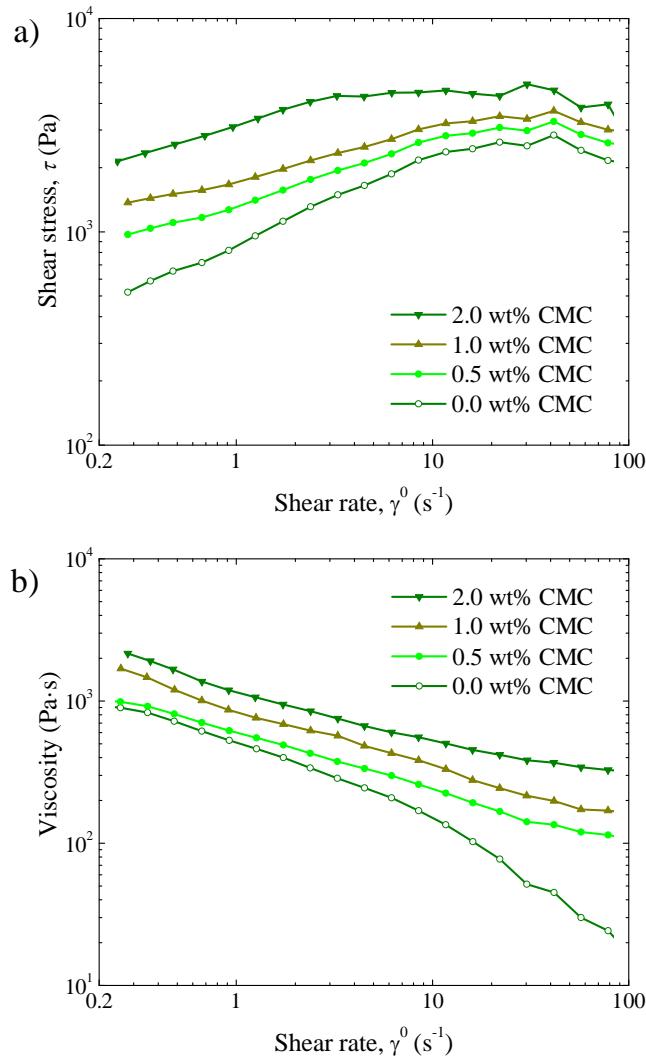 a)
10⁴
10³
10²
Shear stress, τ (Pa)
2.0 wt% CMC
1.0 wt% CMC
0.5 wt% CMC
0.0 wt% CMC
0.2 1 10 100
Shear rate, γ⁰ (s⁻¹)
b)
10⁴
10³
10²
10¹
Viscosity (Pa·s)
2.0 wt% CMC
1.0 wt% CMC
0.5 wt% CMC
0.0 wt% CMC
0.2 1 10 100
Shear rate, γ⁰ (s⁻¹)